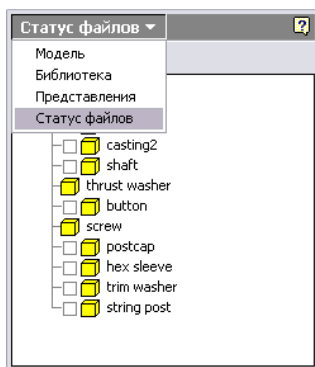 Статус файлов
Модель
Библиотека
Представления
Статус файлов
casting2
shaft
thrust washer
button
screw
postcap
hex sleeve
trim washer
string post